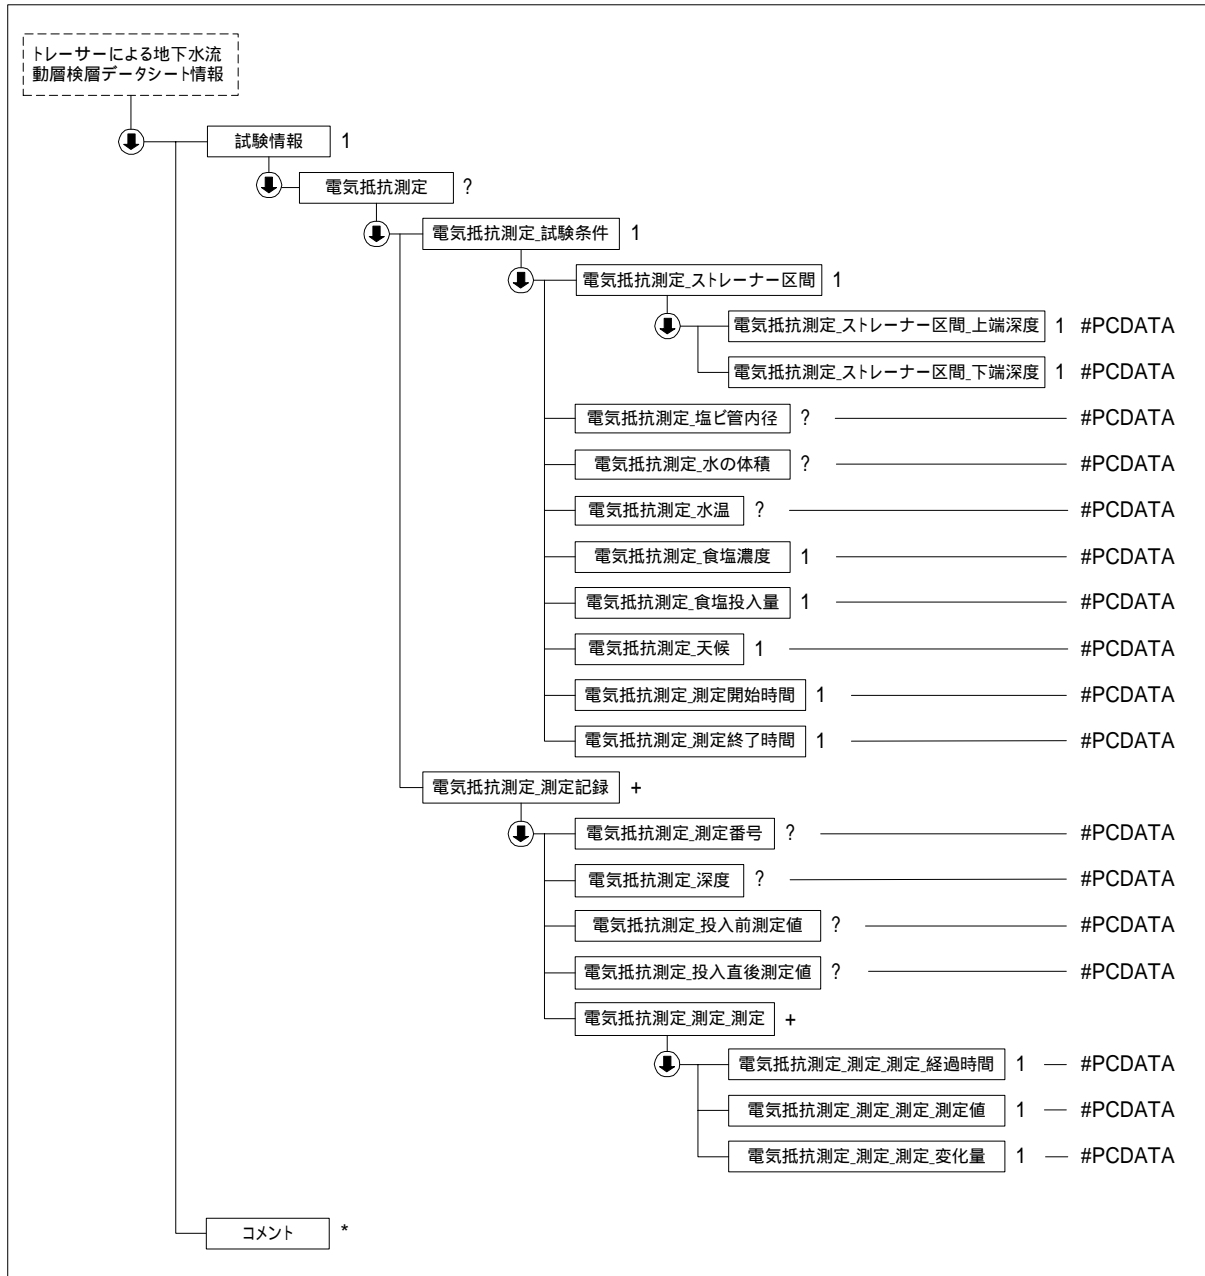 トレーサーによる地下水流
動層検層データシート情報
試験情報 1
電気抵抗測定 ?
電気抵抗測定_試験条件 1
電気抵抗測定_ストレーナー区間 1
電気抵抗測定_ストレーナー区間_上端深度 1 #PCDATA
電気抵抗測定_ストレーナー区間_下端深度 1 #PCDATA
電気抵抗測定_塩ビ管内径 ? #PCDATA
電気抵抗測定_水の体積 ? #PCDATA
電気抵抗測定_水温 ? #PCDATA
電気抵抗測定_食塩濃度 1 #PCDATA
電気抵抗測定_食塩投入量 1 #PCDATA
電気抵抗測定_天候 1 #PCDATA
電気抵抗測定_測定開始時間 1 #PCDATA
電気抵抗測定_測定終了時間 1 #PCDATA
電気抵抗測定_測定記録 +
電気抵抗測定_測定番号 ? #PCDATA
電気抵抗測定_深度 ? #PCDATA
電気抵抗測定_投入前測定値 ? #PCDATA
電気抵抗測定_投入直後測定値 ? #PCDATA
電気抵抗測定_測定_測定 +
電気抵抗測定_測定_測定_経過時間 1 #PCDATA
電気抵抗測定_測定_測定_測定値 1 #PCDATA
電気抵抗測定_測定_測定_変化量 1 #PCDATA
コメント *